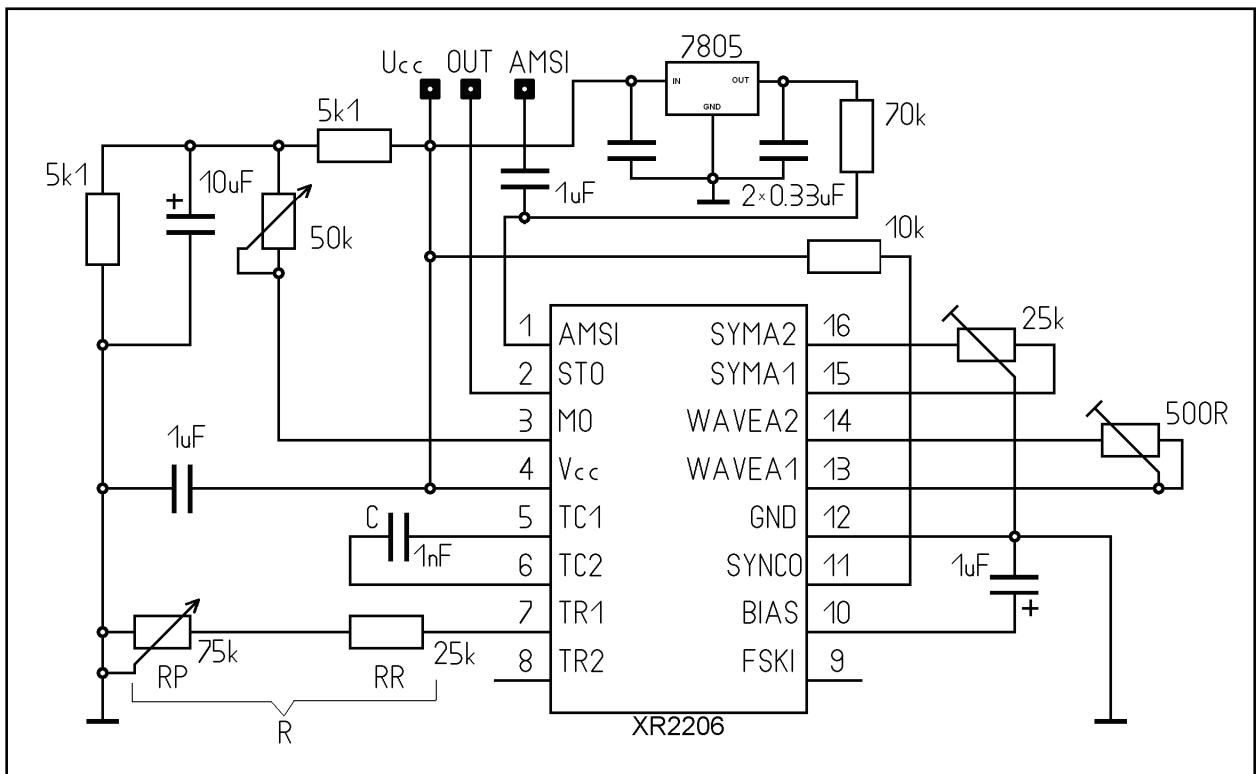 7805
Ucc OUT AMSI
IN OUT
GND
5k1
70k
5k1
10uF
+
1uF
2×0.33uF
50k
10k
1 AMSI SYMA2 16
25k
2 STO SYMA1 15
3 MO WAVEA2 14
500R
1uF
4 Vcc WAVEA1 13
C
5 TC1 GND 12
1nF
6 TC2 SYNCO 11
1uF
+
7 TR1 BIAS 10
75k
25k
8 TR2 FSKI 9
RP RR
R
XR2206